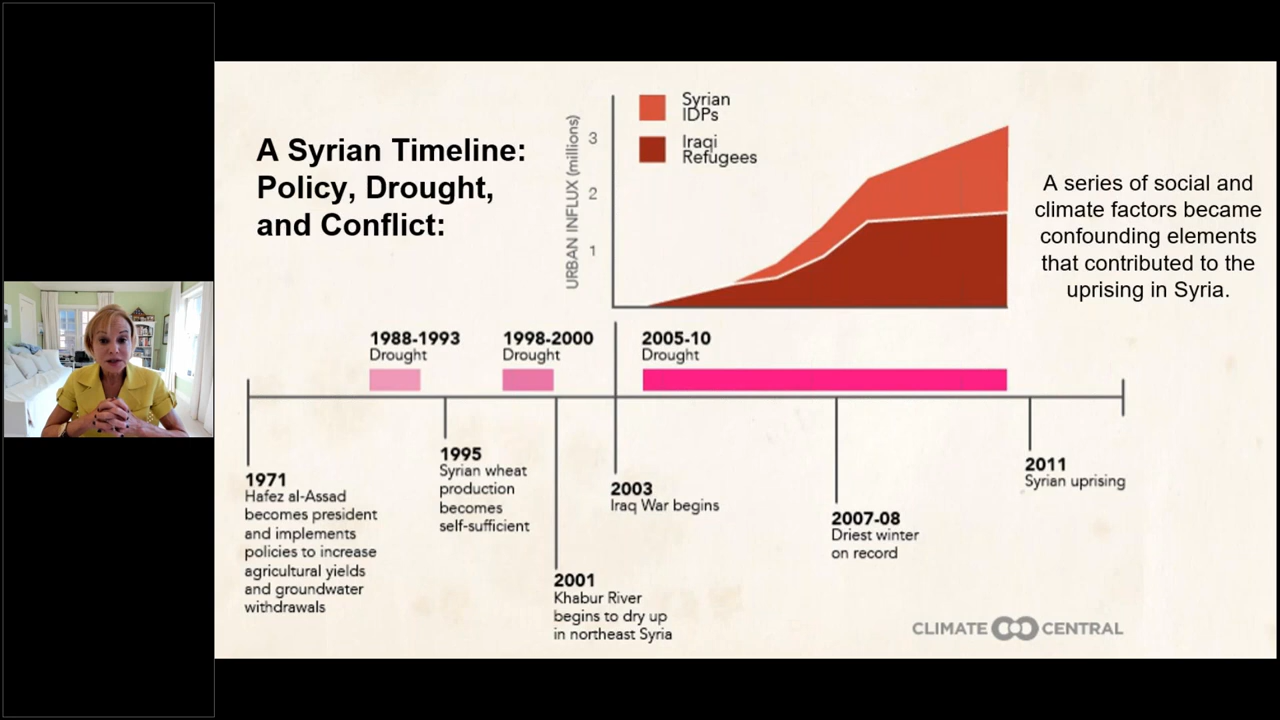 A Syrian Timeline:
Policy, Drought,
and Conflict:
URBAN INFLUX (millions)
3
2
1
Syrian
IDPs
Iraqi
Refugees
A series of social and
climate factors became
confounding elements
that contributed to the
uprising in Syria.
1988-1993
Drought
1998-2000
Drought
2005-10
Drought
1971
Hafez al-Assad
becomes president
and implements
policies to increase
agricultural yields
and groundwater
withdrawals
1995
Syrian wheat
production
becomes
self-sufficient
2001
Khabur River
begins to dry up
in northeast Syria
2003
Iraq War begins
2007-08
Driest winter
on record
2011
Syrian uprising
CLIMATE CENTRAL